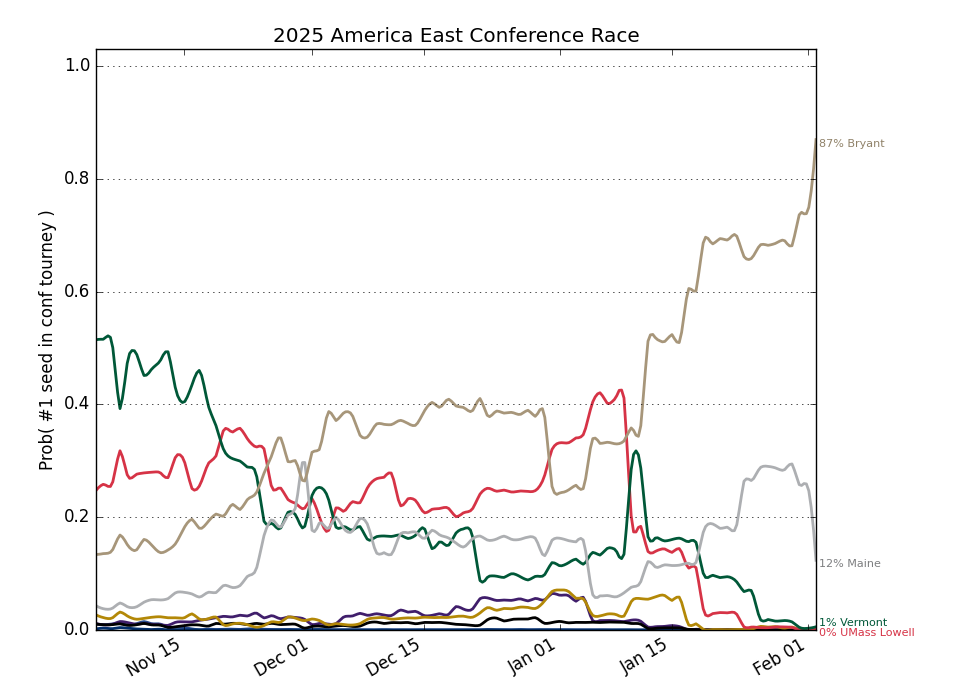 2025 America East Conference Race
Prob( #1 seed in conf tourney )
1.0
0.8
0.6
0.4
0.2
0.0
87% Bryant
12% Maine
1% Vermont
0% UMass Lowell
Nov 15
Dec 01
Dec 15
Jan 01
Jan 15
Feb 01